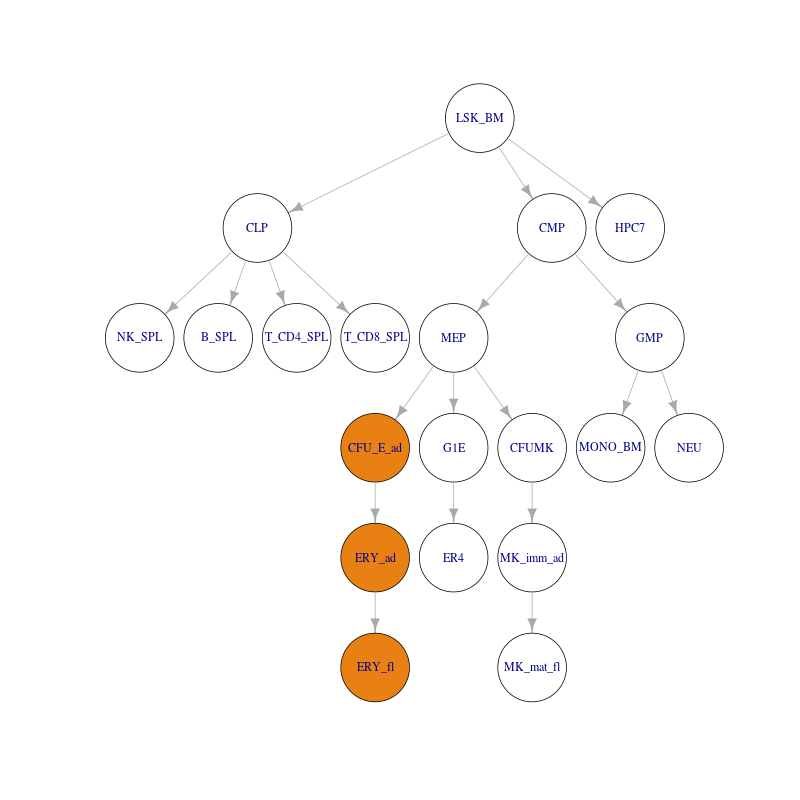 LSK_BM
CLP
CMP
HPC7
NK_SPL
B_SPL
T_CD4_SPL
T_CD8_SPL
MEP
GMP
CFU_E_ad
G1E
CFUMK
MONO_BM
NEU
ERY_ad
ER4
MK_imm_ad
ERY_fl
MK_mat_fl